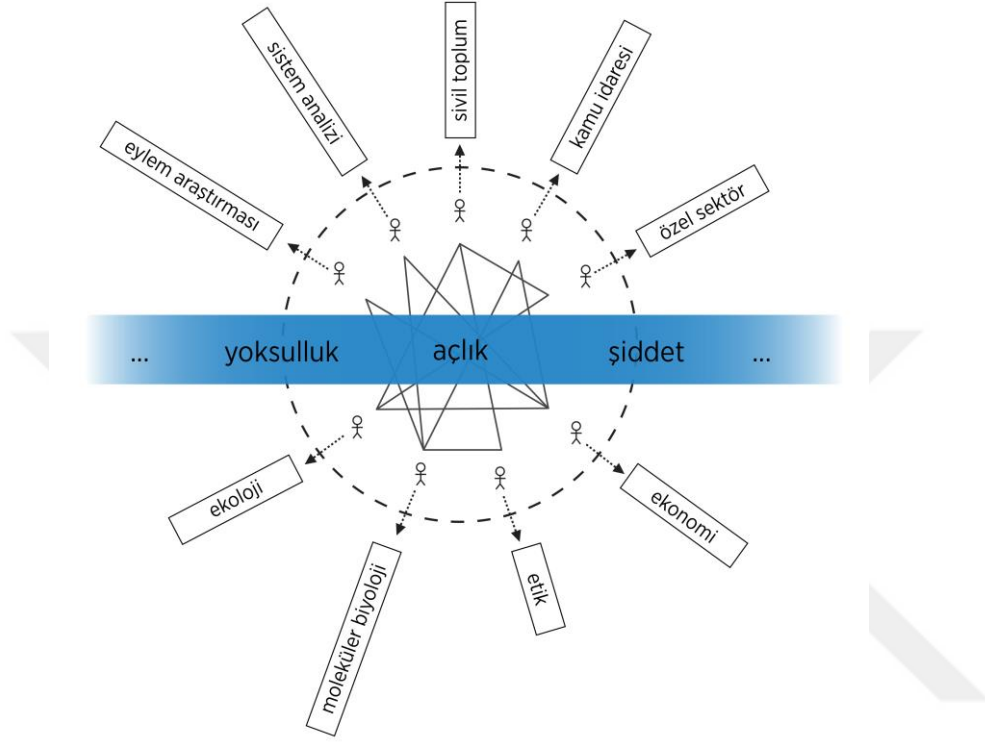 sistem analizi
sivil toplum
kamu idaresi
eylem araştırması
özel sektör
... yoksulluk açlık şiddet ...
ekoloji
ekonomi
moleküler biyoloji
etik